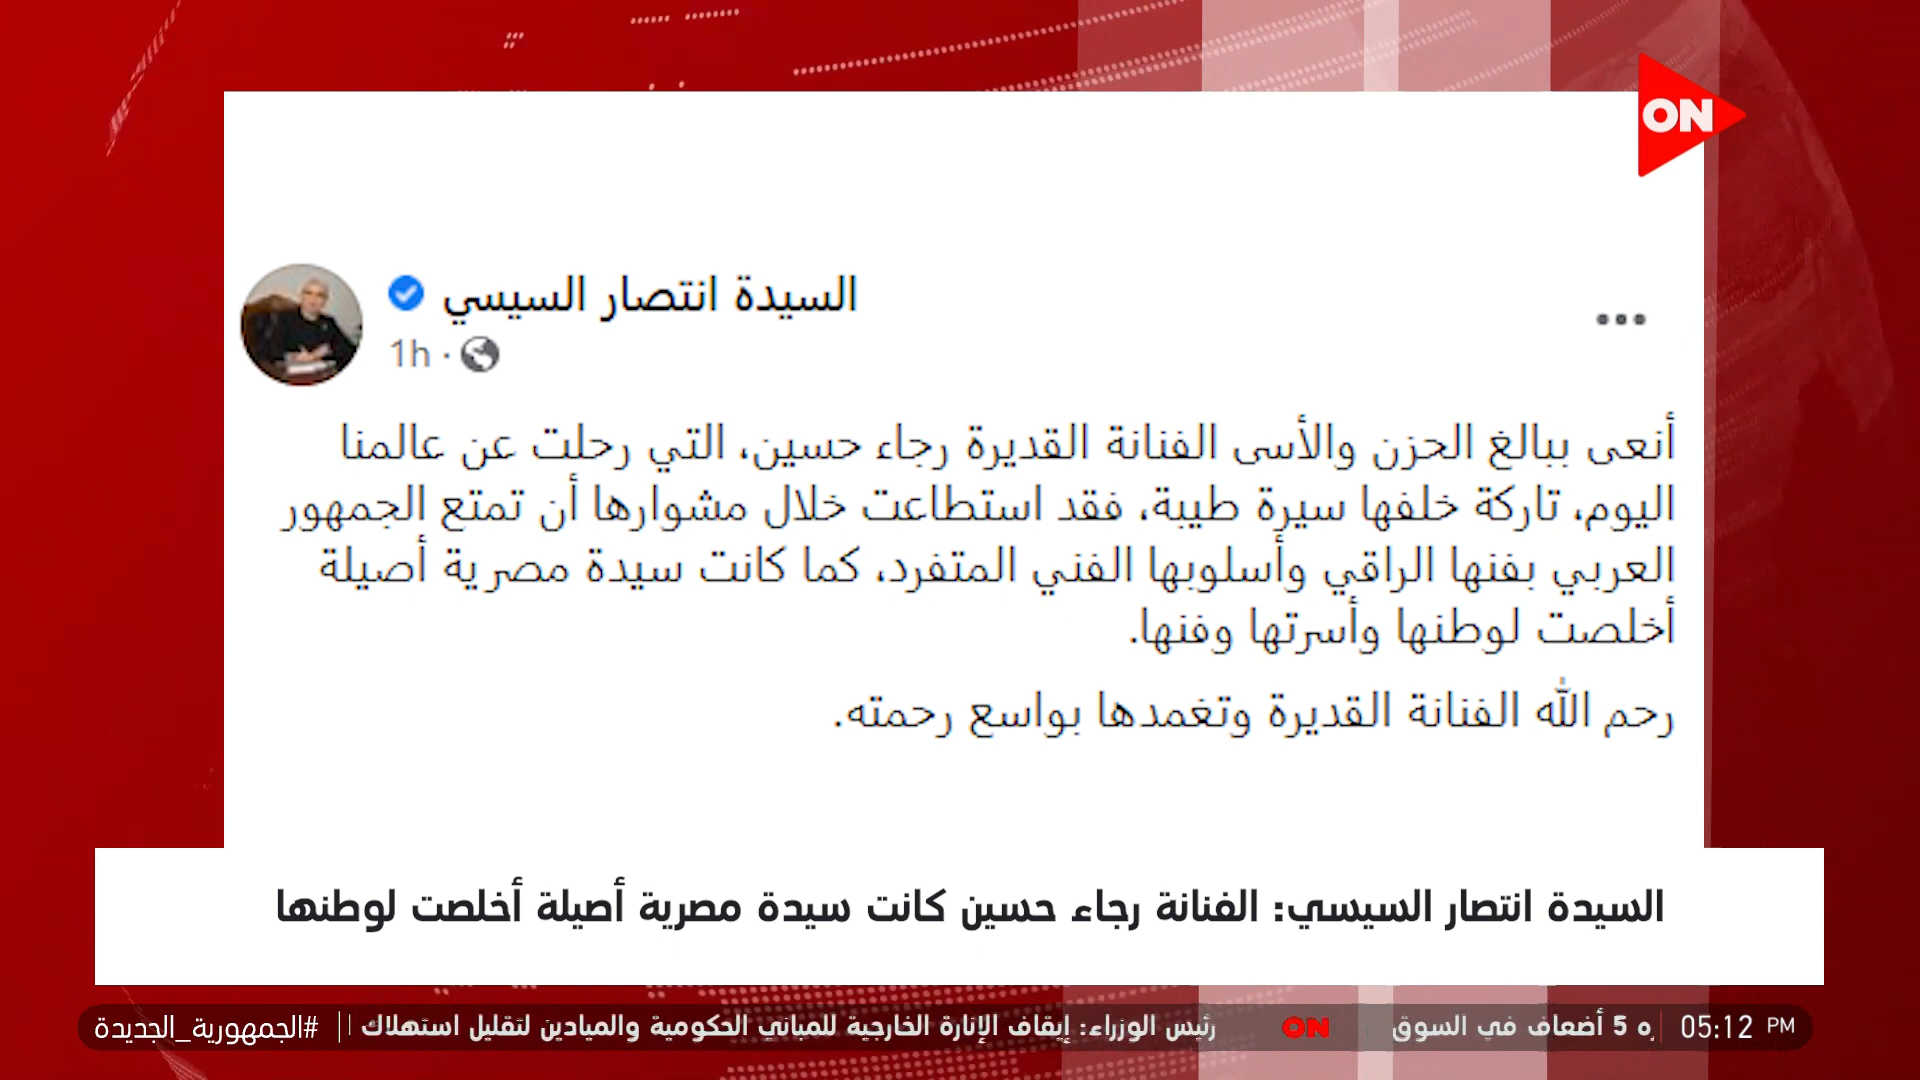 ON
السيدة انتصار السيسي
1h ·
أنعى ببالغ الحزن والأسى الفنانة القديرة رجاء حسين، التي رحلت عن عالمنا
اليوم، تاركة خلفها سيرة طيبة، فقد استطاعت خلال مشوارها أن تمتع الجمهور
العربي بفنها الراقي وأسلوبها الفني المتفرد، كما كانت سيدة مصرية أصيلة
أخلصت لوطنها وأسرتها وفنها.
رحم الله الفنانة القديرة وتغمدها بواسع رحمته.
السيدة انتصار السيسي: الفنانة رجاء حسين كانت سيدة مصرية أصيلة أخلصت لوطنها
05:12 PM
ه 5 أضعاف في السوق ON رئيس الوزراء: إيقاف الإنارة الخارجية للمباني الحكومية والميادين لتقليل استهلاك ا
#الجمهورية_الجديدة